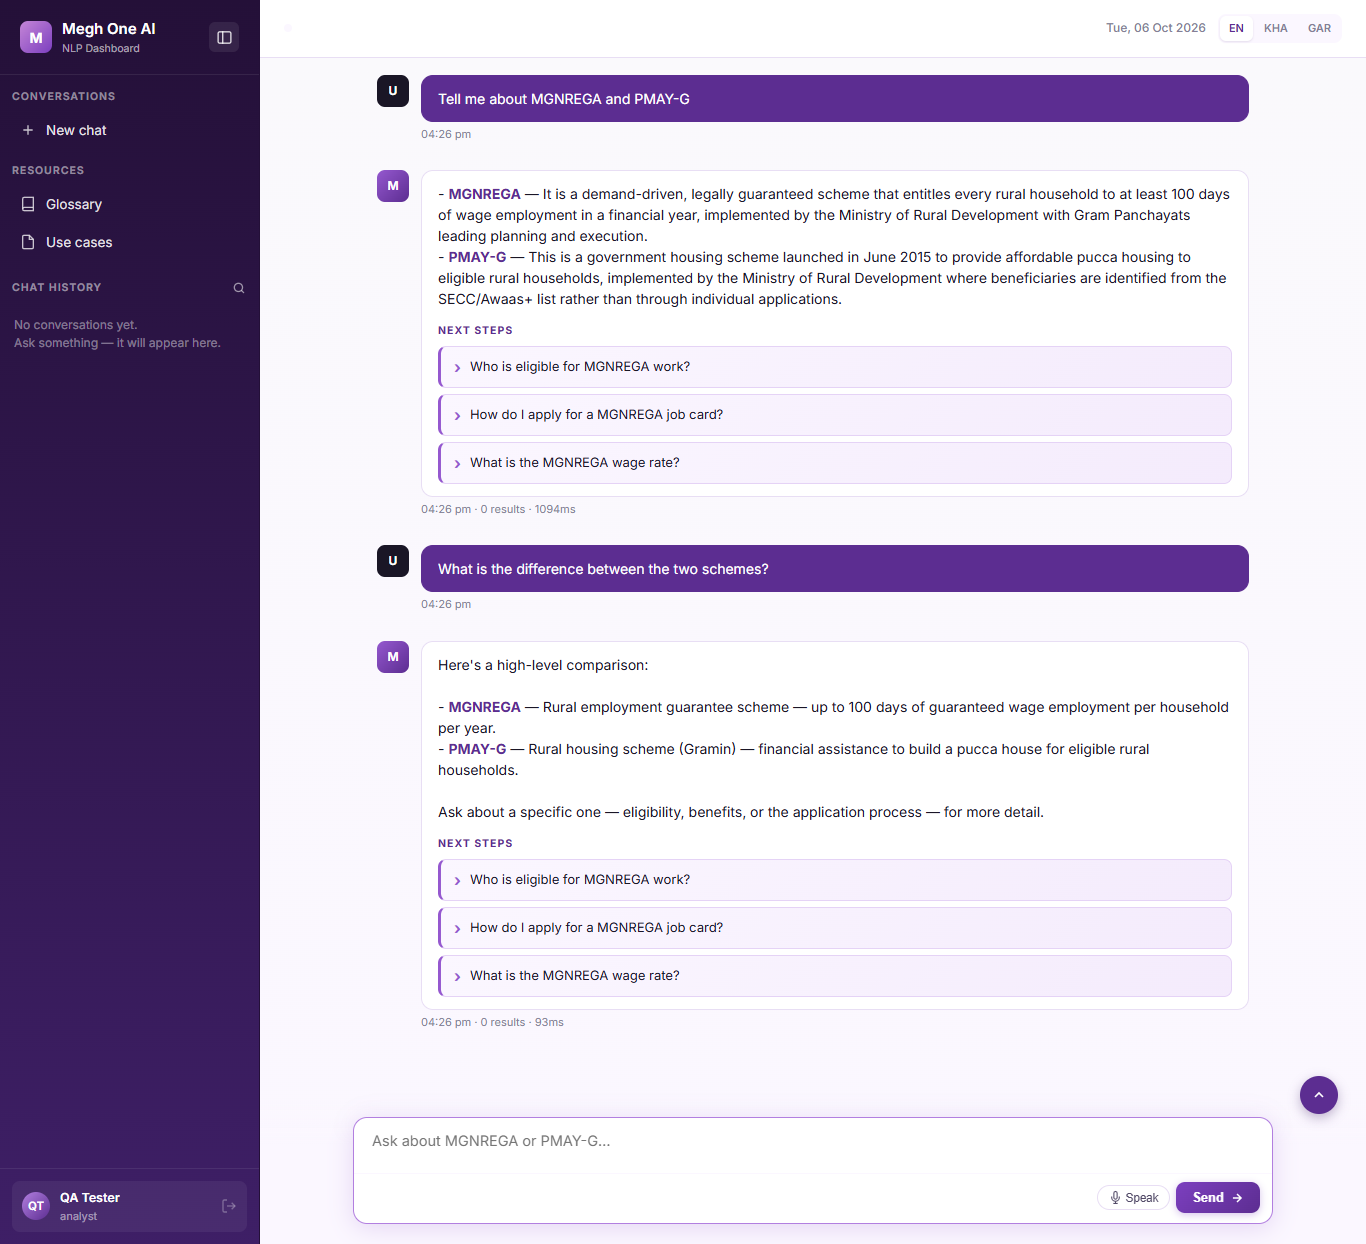 M
Megh One AI
NLP Dashboard
CONVERSATIONS
+ New chat
RESOURCES
Glossary
Use cases
CHAT HISTORY
No conversations yet.
Ask something — it will appear here.
QT
QA Tester
analyst
Tue, 06 Oct 2026
EN KHA GAR
U
Tell me about MGNREGA and PMAY-G
04:26 pm
M
- MGNREGA — It is a demand-driven, legally guaranteed scheme that entitles every rural household to at least 100 days
of wage employment in a financial year, implemented by the Ministry of Rural Development with Gram Panchayats
leading planning and execution.
- PMAY-G — This is a government housing scheme launched in June 2015 to provide affordable pucca housing to
eligible rural households, implemented by the Ministry of Rural Development where beneficiaries are identified from the
SECC/Awaas+ list rather than through individual applications.
NEXT STEPS
› Who is eligible for MGNREGA work?
› How do I apply for a MGNREGA job card?
› What is the MGNREGA wage rate?
04:26 pm · 0 results · 1094ms
U
What is the difference between the two schemes?
04:26 pm
M
Here's a high-level comparison:
- MGNREGA — Rural employment guarantee scheme — up to 100 days of guaranteed wage employment per household
per year.
- PMAY-G — Rural housing scheme (Gramin) — financial assistance to build a pucca house for eligible rural
households.
Ask about a specific one — eligibility, benefits, or the application process — for more detail.
NEXT STEPS
› Who is eligible for MGNREGA work?
› How do I apply for a MGNREGA job card?
› What is the MGNREGA wage rate?
04:26 pm · 0 results · 93ms
Ask about MGNREGA or PMAY-G...
Speak
Send →